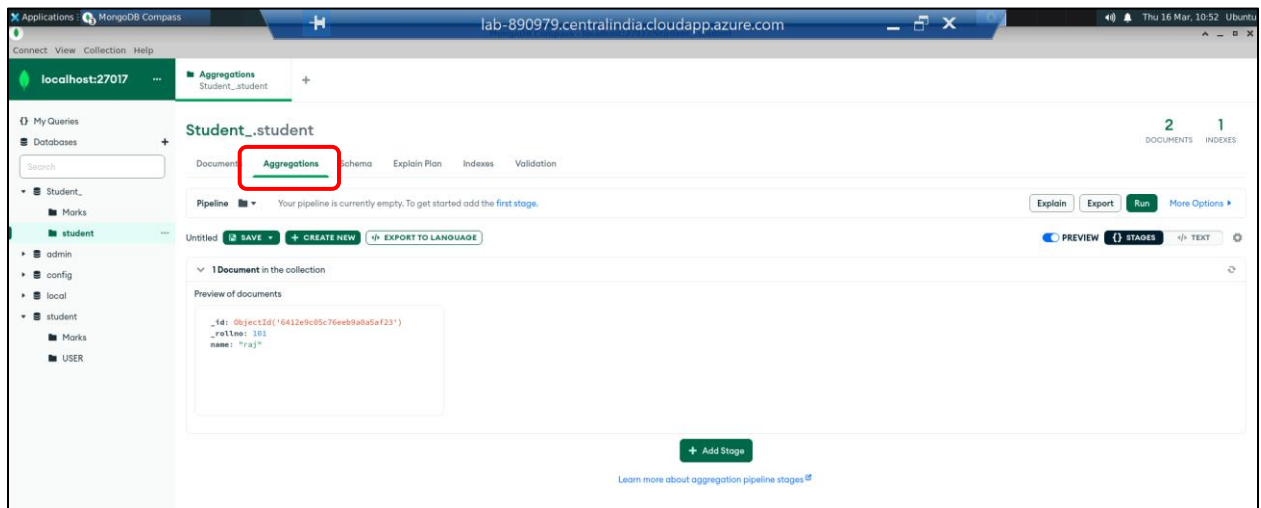 Applications MongoDB Compass
lab-890979.centralindia.cloudapp.azure.com
Thu 16 Mar, 10:52 Ubuntu
Connect View Collection Help
localhost:27017 ...
Aggregations
Student_.student
+
My Queries
Databases +
Search
Student_
Marks
student ...
admin
config
local
student
Marks
USER
Student_.student
2
DOCUMENTS
1
INDEXES
Document Aggregations Schema Explain Plan Indexes Validation
Pipeline Your pipeline is currently empty. To get started add the first stage. Explain Export Run More Options
Untitled SAVE + CREATE NEW </> EXPORT TO LANGUAGE PREVIEW {} STAGES </> TEXT
1 Document in the collection
Preview of documents
_id: ObjectId('6412e9c05c76eeb9a0a5af23')
_rollno: 101
name: "raj"
+ Add Stage
Learn more about aggregation pipeline stages